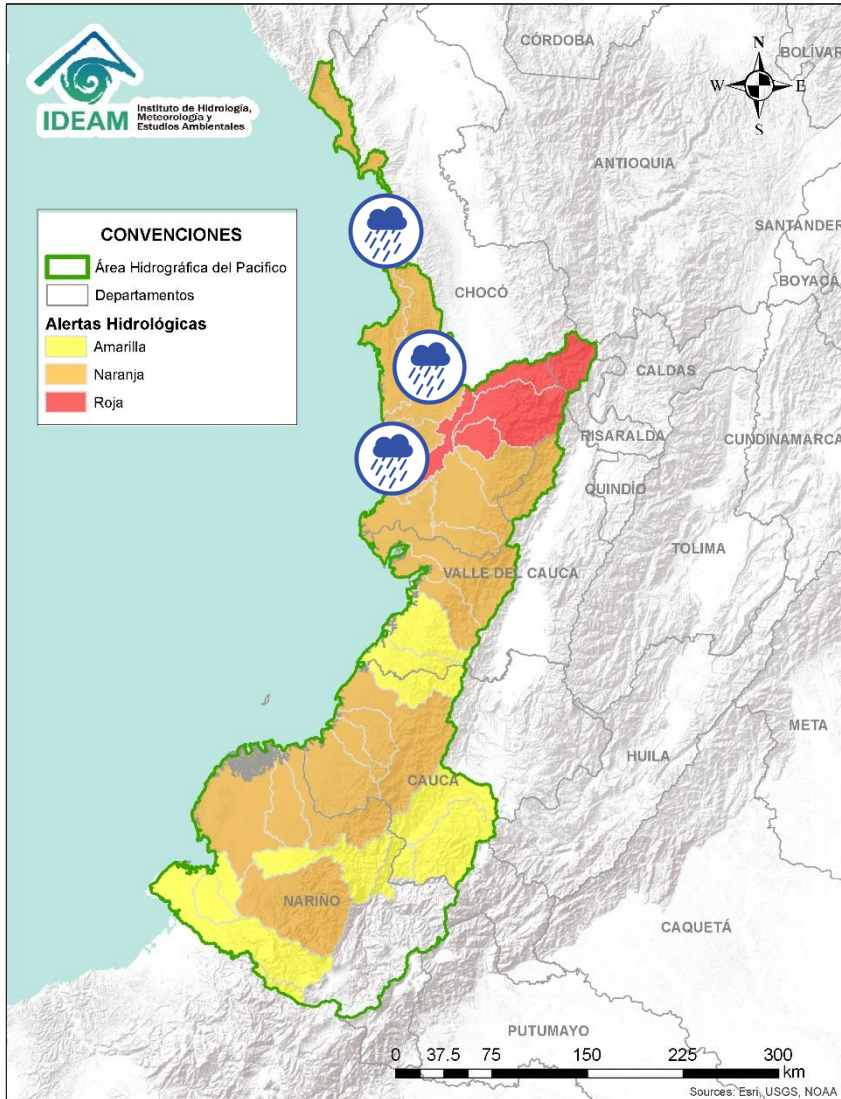 IDEAM
Instituto de Hidrología,
Meteorología y
Estudios Ambientales
CÓRDOBA
BOLÍVAR
N
W
E
S
ANTIOQUIA
CONVENCIONES
Área Hidrográfica del Pacifico
Departamentos
Alertas Hidrológicas
Amarilla
Naranja
Roja
SANTANDER
BOYACÁ
CHOCÓ
CALDAS
RISARALDA
CUNDINAMARCA
QUINDÍO
TOLIMA
VALLE DEL CAUCA
META
HUILA
CAUCA
NARIÑO
CAQUETÁ
PUTUMAYO
0 37.5 75 150 225 300
km
Sources: Esri, USGS, NOAA